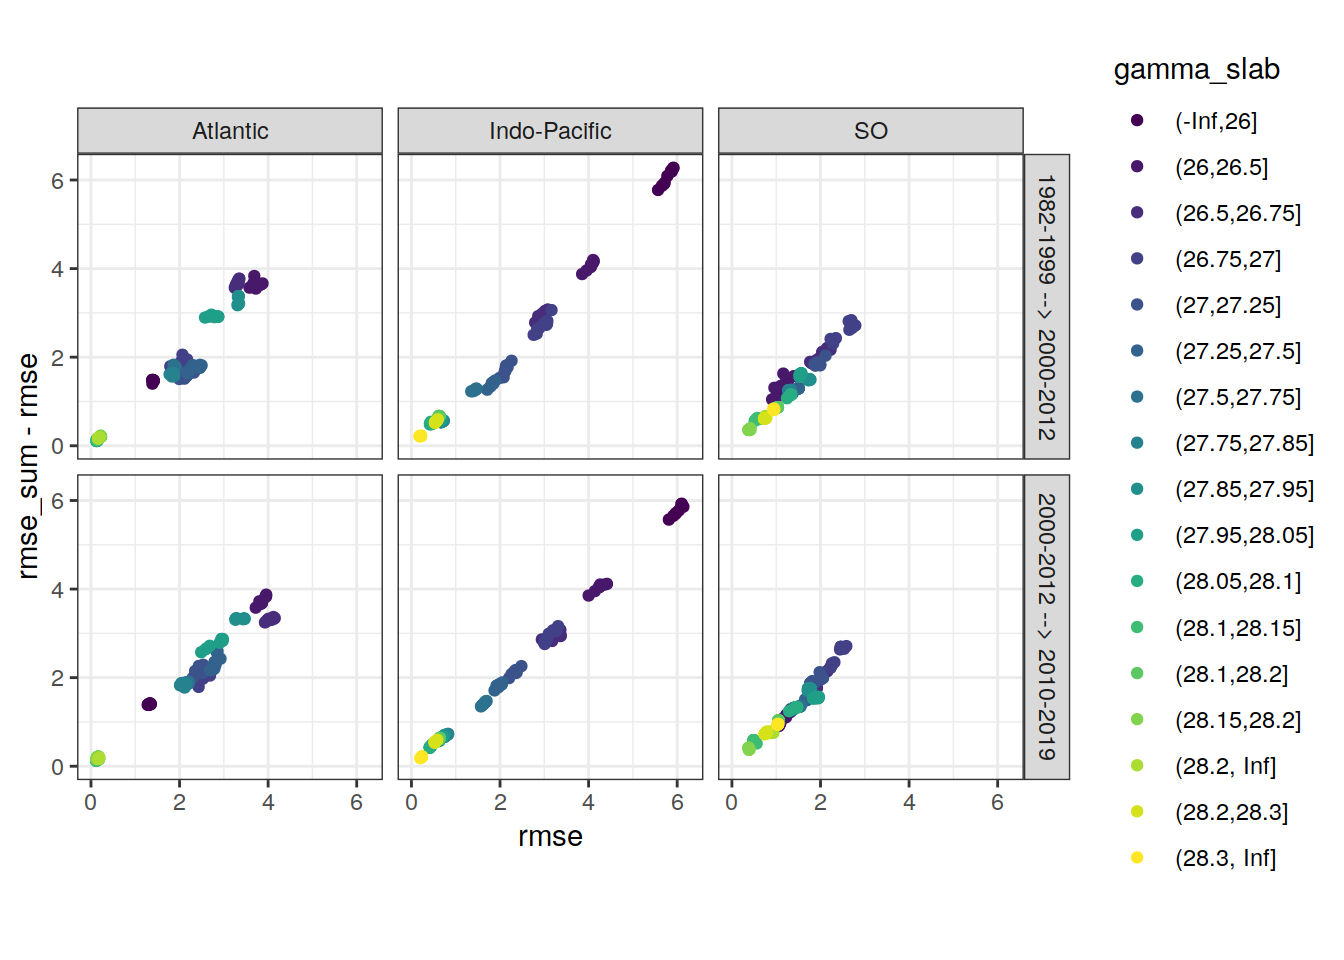 gamma_slab
(-Inf,26]
(26,26.5]
(26.5,26.75]
(26.75,27]
(27,27.25]
(27.25,27.5]
(27.5,27.75]
(27.75,27.85]
(27.85,27.95]
(27.95,28.05]
(28.05,28.1]
(28.1,28.15]
(28.1,28.2]
(28.15,28.2]
(28.2, Inf]
(28.2,28.3]
(28.3, Inf]
Atlantic
Indo-Pacific
SO
1982-1999 --> 2000-2012
2000-2012 --> 2010-2019
rmse_sum - rmse
6
4
2
0
6
4
2
0
0 2 4 6
0 2 4 6
0 2 4 6
rmse